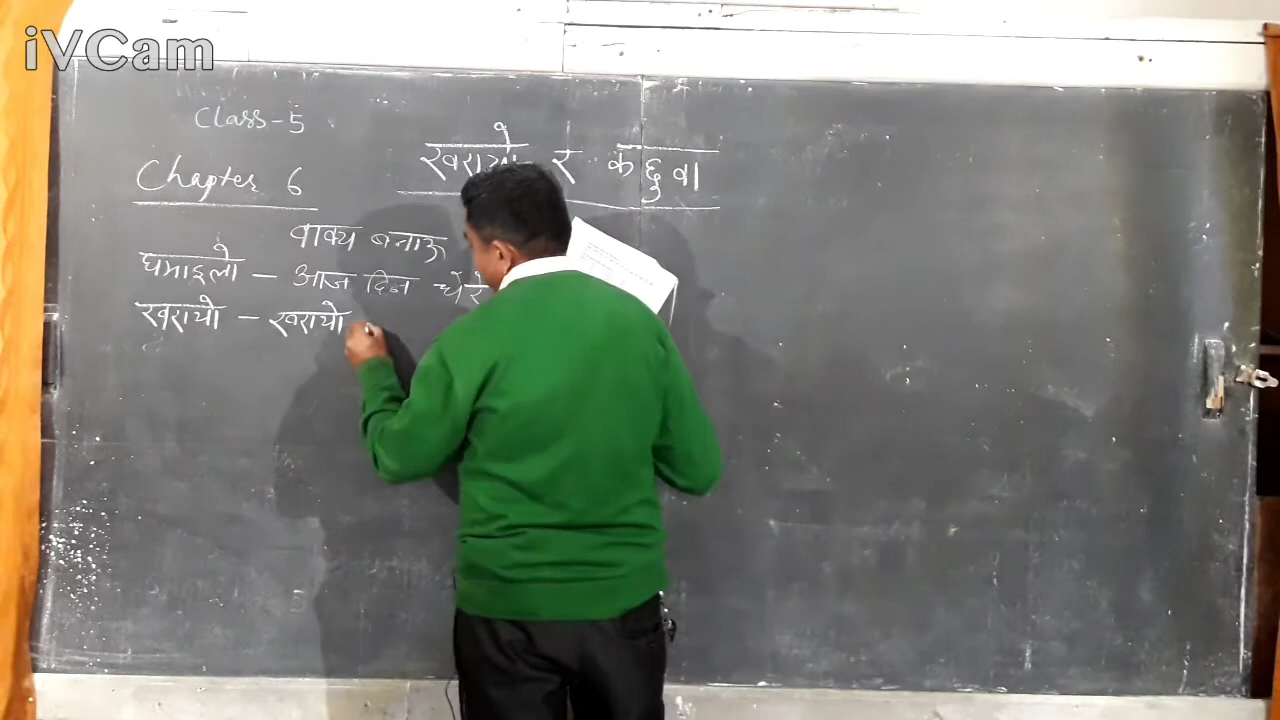 iVCam
Class-5
Chapter 6
खरायो र कछुवा
वाक्य बनाऊ
घमाइलो - आज दिन
खरायो - खरायो